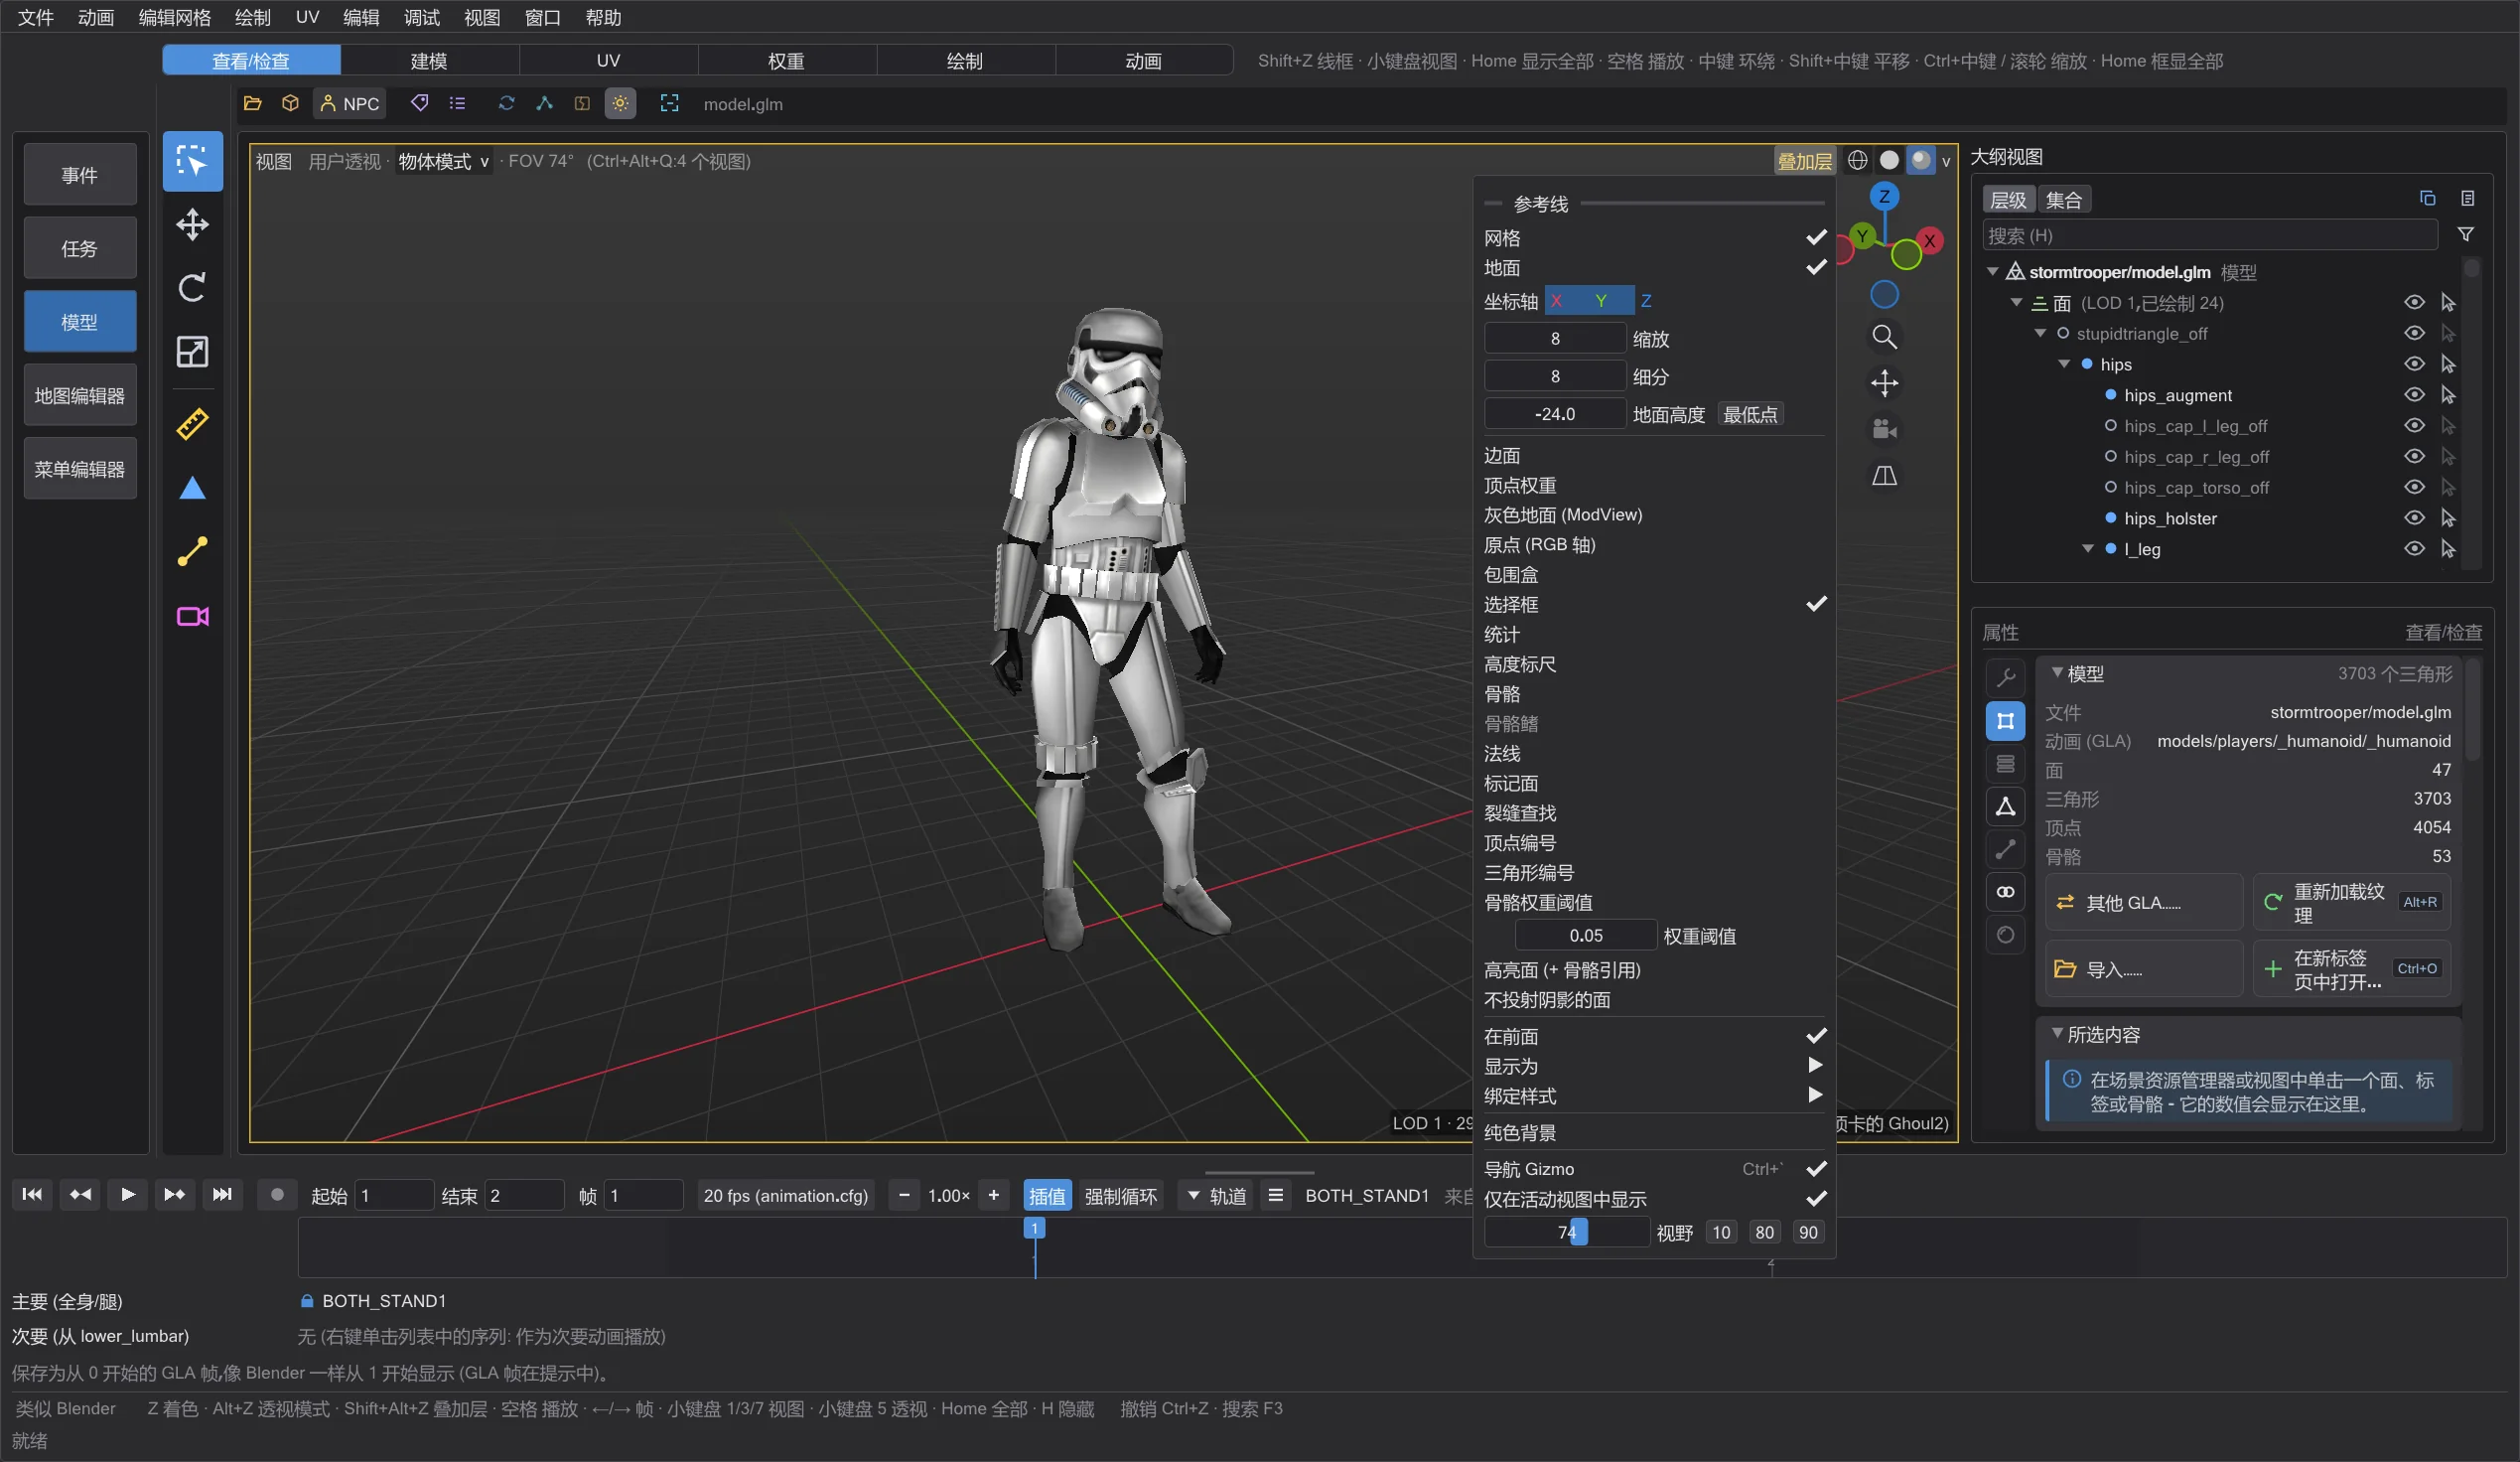 文件 动画 编辑网格 绘制 UV 编辑 调试 视图 窗口 帮助
查看/检查 建模 UV 权重 绘制 动画 Shift+Z 线框 · 小键盘视图 · Home 显示全部 · 空格 播放 · 中键 环绕 · Shift+中键 平移 · Ctrl+中键 / 滚轮 缩放 · Home 框显全部
NPC model.glm
事件
任务
模型
地图编辑器
菜单编辑器
视图 用户透视 · 物体模式 v · FOV 74° (Ctrl+Alt+Q:4 个视图)
叠加层 v
Z
Y
X
参考线
网格
地面
坐标轴 X Y Z
8 缩放
8 细分
-24.0 地面高度 最低点
边面
顶点权重
灰色地面 (ModView)
原点 (RGB 轴)
包围盒
选择框
统计
高度标尺
骨骼
骨骼鳍
法线
标记面
裂缝查找
顶点编号
三角形编号
骨骼权重阈值
0.05 权重阈值
高亮面 (+ 骨骼引用)
不投射阴影的面
在前面
显示为
绑定样式
纯色背景
导航 Gizmo Ctrl+`
仅在活动视图中显示
74 视野 10 80 90
LOD 1 · 29
卡的 Ghoul2)
大纲视图
层级 集合
搜索 (H)
stormtrooper/model.glm 模型
面 (LOD 1,已绘制 24)
stupidtriangle_off
hips
hips_augment
hips_cap_l_leg_off
hips_cap_r_leg_off
hips_cap_torso_off
hips_holster
l_leg
属性 查看/检查
模型 3703 个三角形
文件 stormtrooper/model.glm
动画 (GLA) models/players/_humanoid/_humanoid
面 47
三角形 3703
顶点 4054
骨骼 53
其他 GLA...... 重新加载纹理 Alt+R
导入...... 在新标签页中打开... Ctrl+O
所选内容
在场景资源管理器或视图中单击一个面、标
签或骨骼 - 它的数值会显示在这里。
起始 1 结束 2 帧 1 20 fps (animation.cfg) − 1.00× + 插值 强制循环 轨道 BOTH_STAND1 来自
1
2
主要 (全身/腿) BOTH_STAND1
次要 (从 lower_lumbar) 无 (右键单击列表中的序列: 作为次要动画播放)
保存为从 0 开始的 GLA 帧,像 Blender 一样从 1 开始显示 (GLA 帧在提示中)。
类似 Blender Z 着色 · Alt+Z 透视模式 · Shift+Alt+Z 叠加层 · 空格 播放 · ←/→ 帧 · 小键盘 1/3/7 视图 · 小键盘 5 透视 · Home 全部 · H 隐藏 撤销 Ctrl+Z · 搜索 F3
就绪